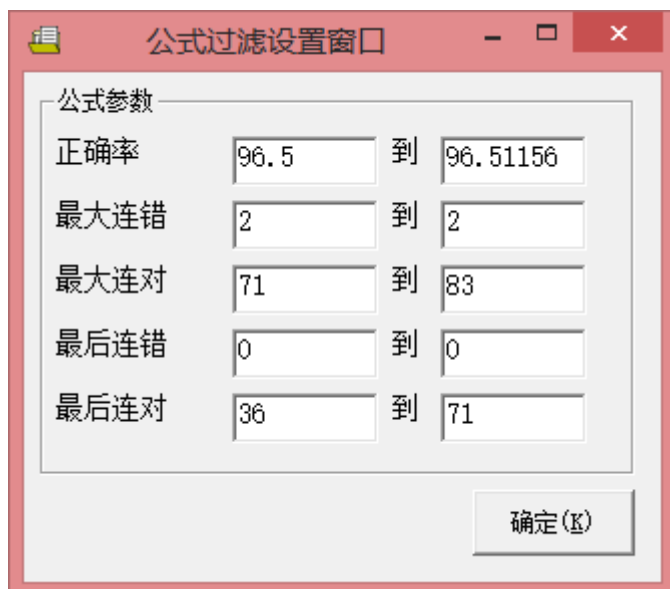 公式过滤设置窗口
公式参数
正确率 96.5 到 96.51156
最大连错 2 到 2
最大连对 71 到 83
最后连错 0 到 0
最后连对 36 到 71
确定(K)